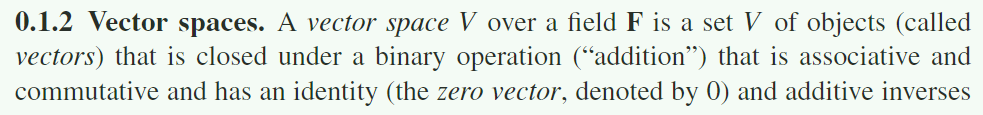 0.1.2 Vector spaces. A vector space V over a field F is a set V of objects (called
vectors) that is closed under a binary operation (“addition”) that is associative and
commutative and has an identity (the zero vector, denoted by 0) and additive inverses